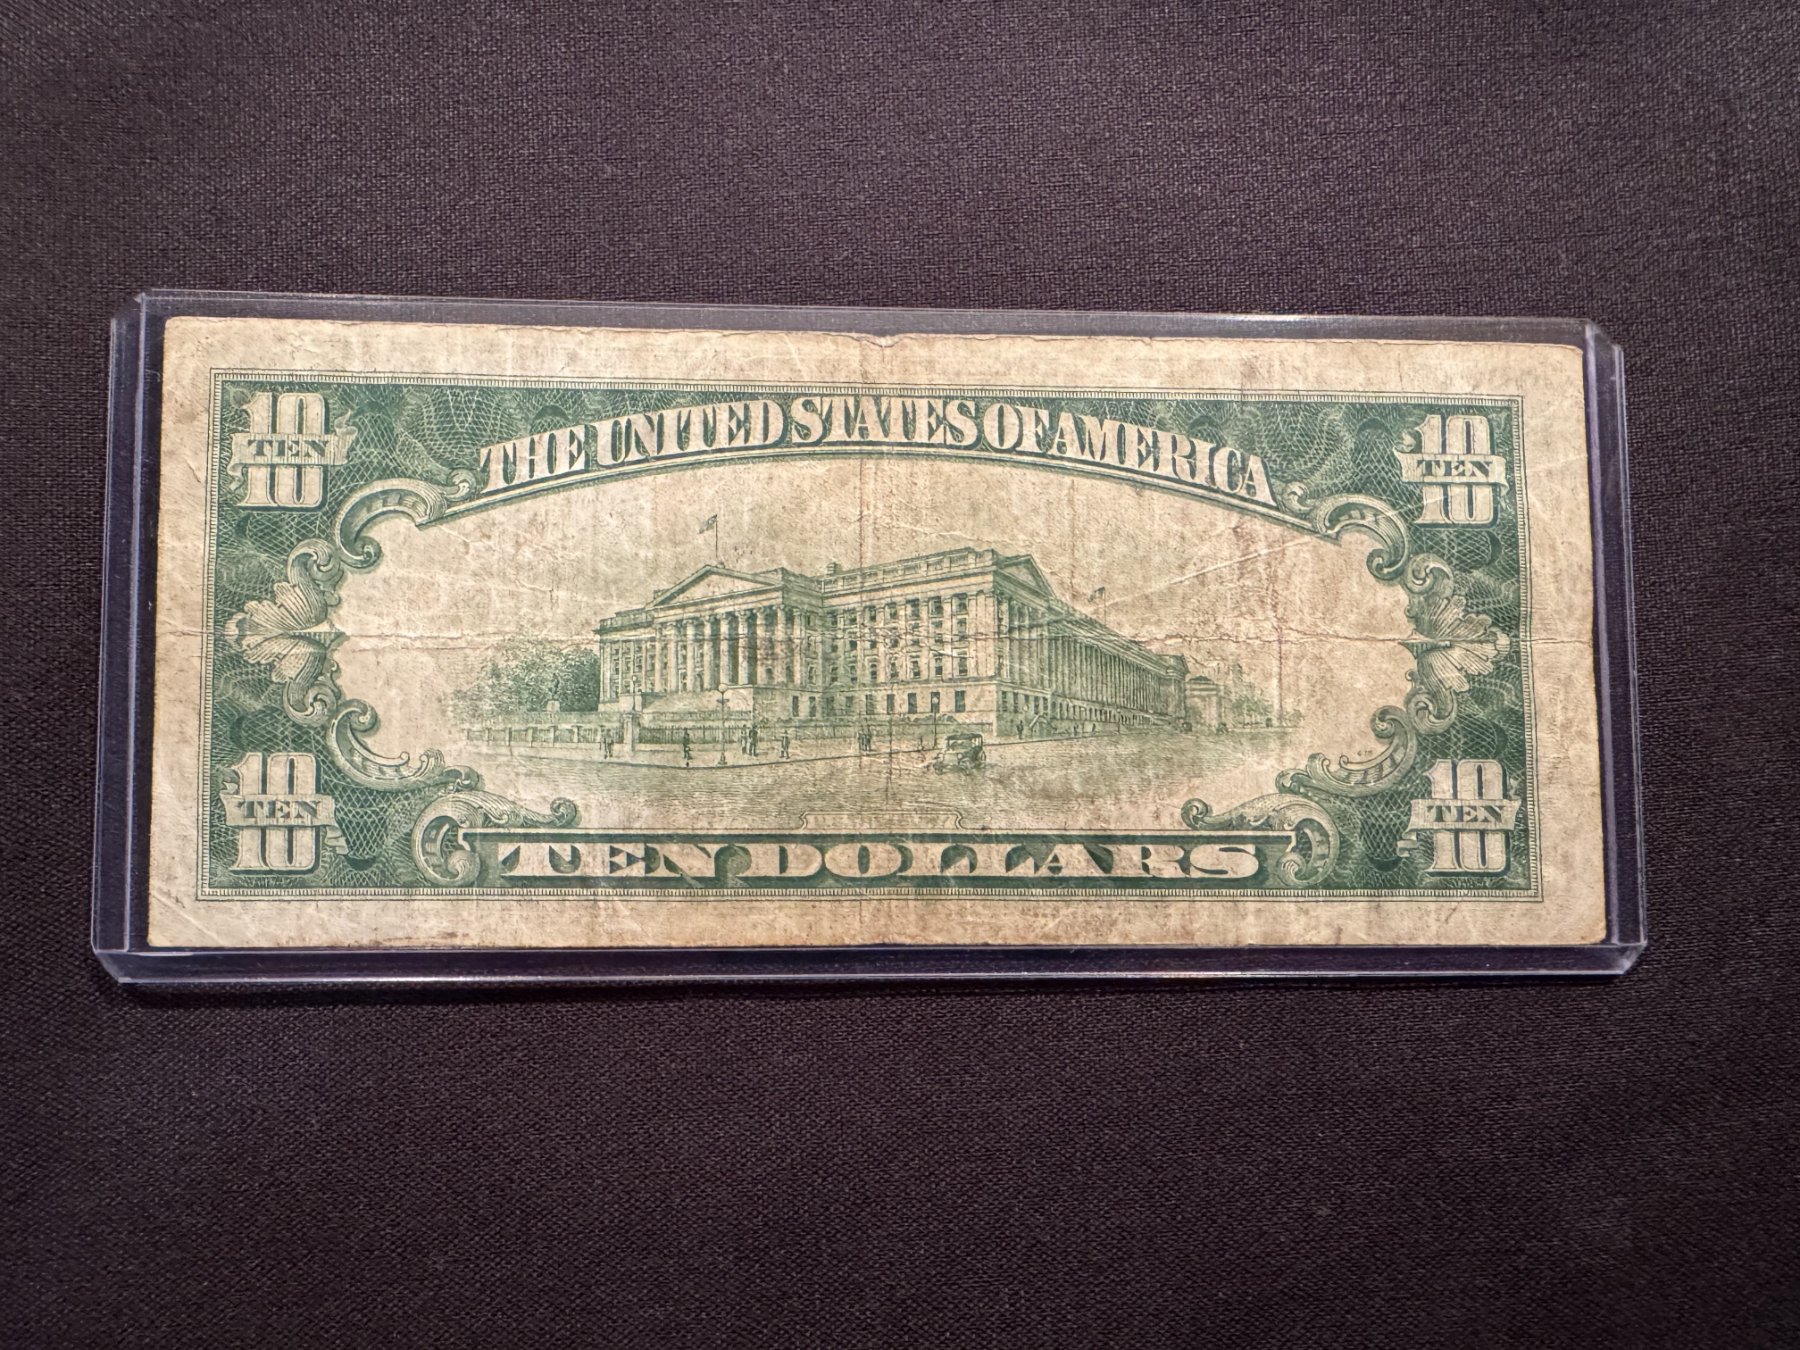 10 TEN 10
THE UNITED STATES OF AMERICA
10 TEN 10
10 TEN 10
TEN DOLLARS
10 TEN 10